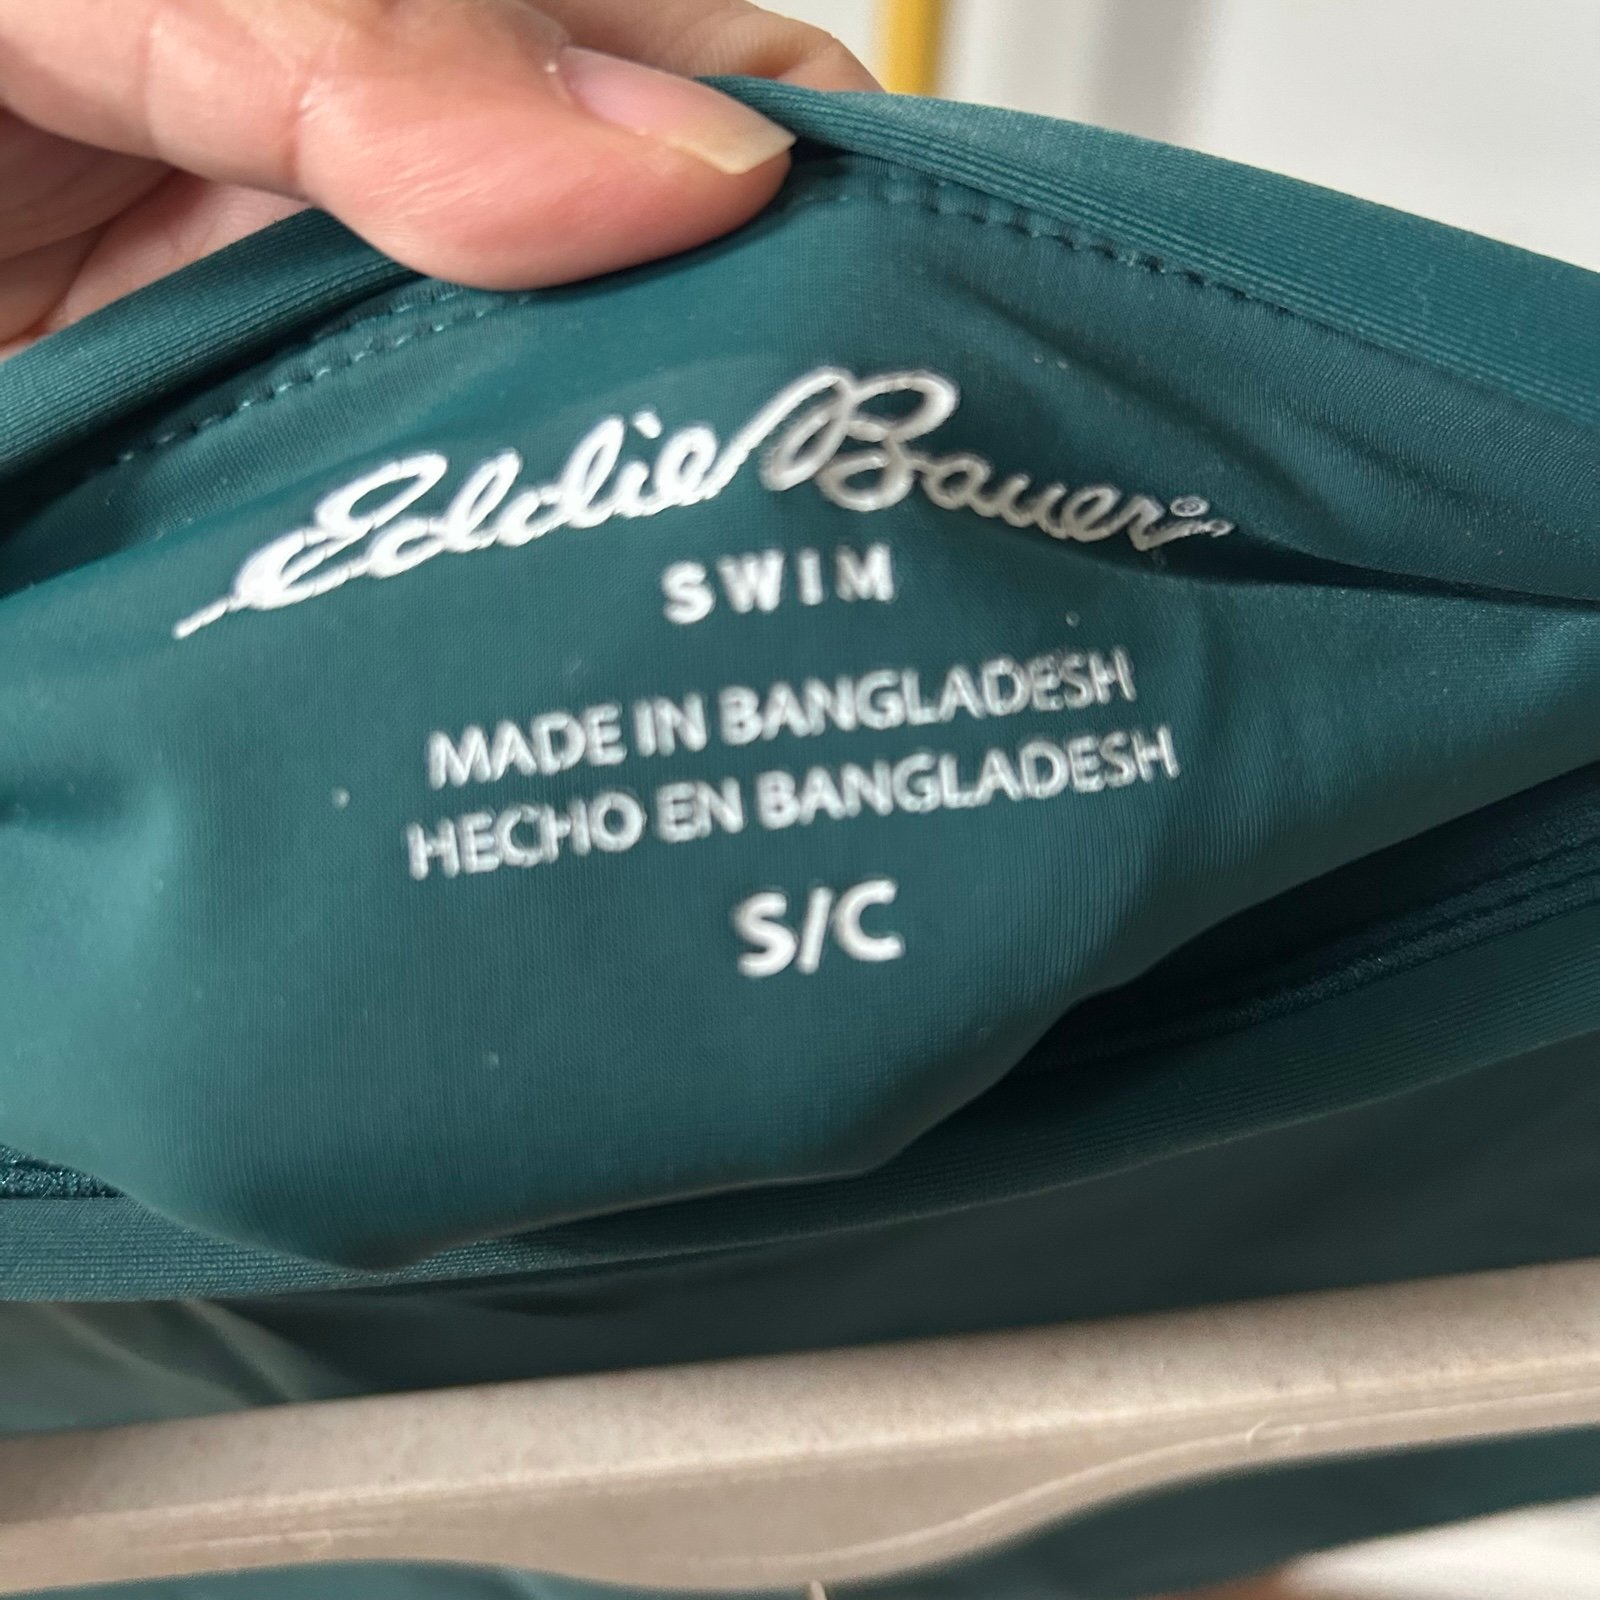 Eddie Bauer®
SWIM
MADE IN BANGLADESH
HECHO EN BANGLADESH
S/C